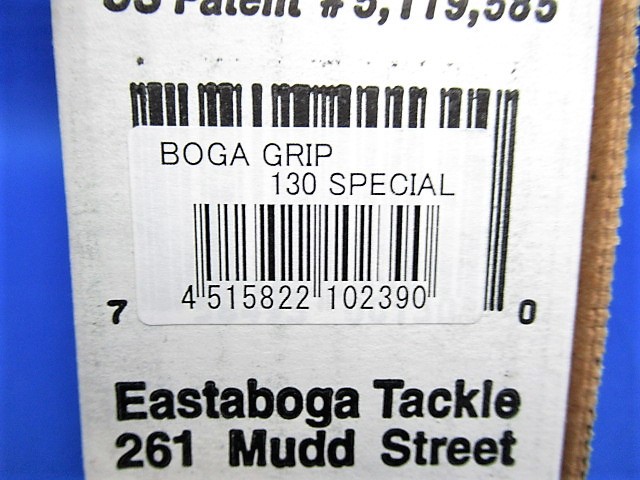 US Patent # 5,119,585
BOGA GRIP
130 SPECIAL
4 515822 102390
7 0
Eastaboga Tackle
261 Mudd Street